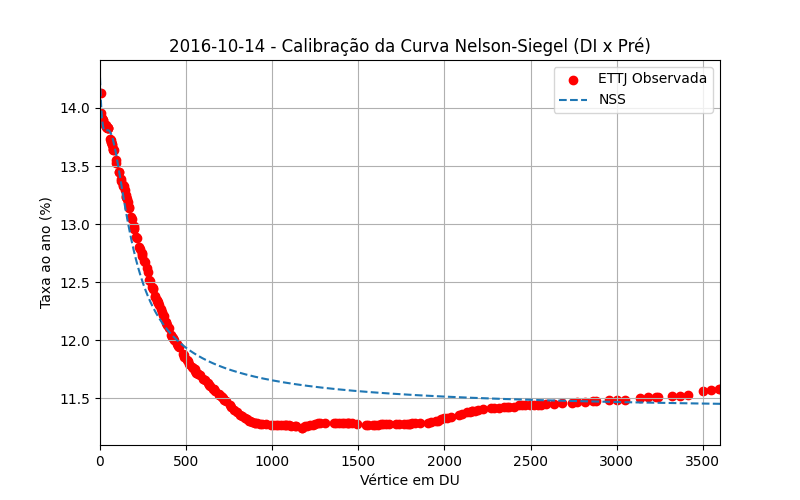 2016-10-14 - Calibração da Curva Nelson-Siegel (DI x Pré)
ETTJ Observada
NSS
14.0
13.5
13.0
12.5
12.0
11.5
Taxa ao ano (%)
0 500 1000 1500 2000 2500 3000 3500
Vértice em DU